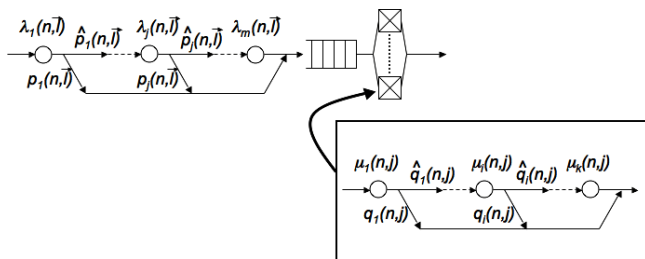 λ₁(n,l⃗) p̂₁(n,l⃗) λⱼ(n,l⃗) p̂ⱼ(n,l⃗) λₘ(n,l⃗)
p₁(n,l⃗) pⱼ(n,l⃗)
μ₁(n,j) q̂₁(n,j) μᵢ(n,j) q̂ᵢ(n,j) μₖ(n,j)
q₁(n,j) qᵢ(n,j)